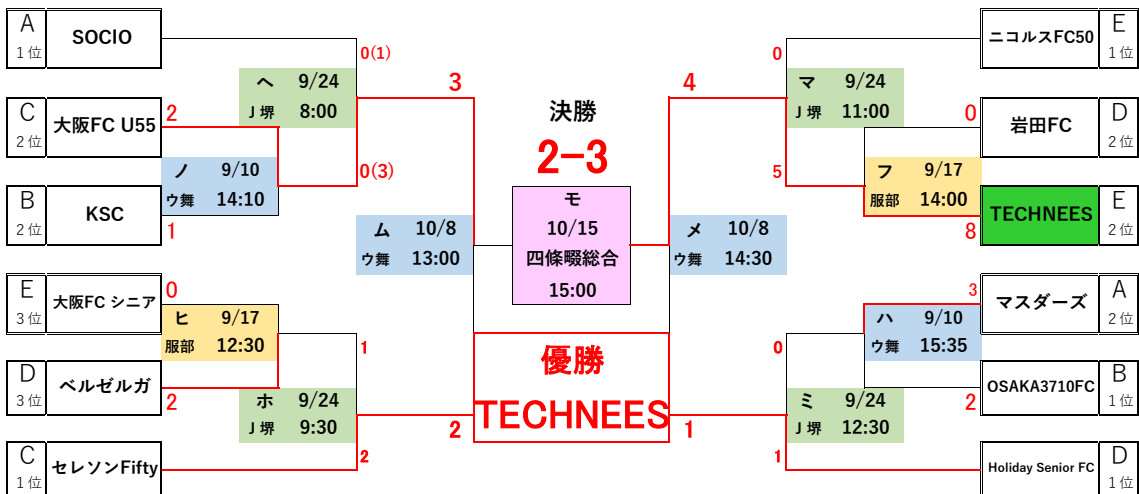 A
1位
SOCIO
C
2位
大阪FC U55
2
ノ 9/10
ウ舞 14:10
B
2位
KSC
1
0(1)
ヘ 9/24
J堺 8:00
0(3)
3
E
3位
大阪FC シニア
0
ヒ 9/17
服部 12:30
D
3位
ベルゼルガ
2
1
ホ 9/24
J堺 9:30
2
C
1位
セレソンFifty
2
ム 10/8
ウ舞 13:00
決勝
2-3
モ
10/15
四條畷総合
15:00
優勝
TECHNEES
メ 10/8
ウ舞 14:30
4
0
マ 9/24
J堺 11:00
5
ニコルスFC50
E
1位
0
岩田FC
D
2位
フ 9/17
服部 14:00
8
TECHNEES
E
2位
3
マスダーズ
A
2位
ハ 9/10
ウ舞 15:35
2
OSAKA3710FC
B
1位
0
ミ 9/24
J堺 12:30
1
1
Holiday Senior FC
D
1位